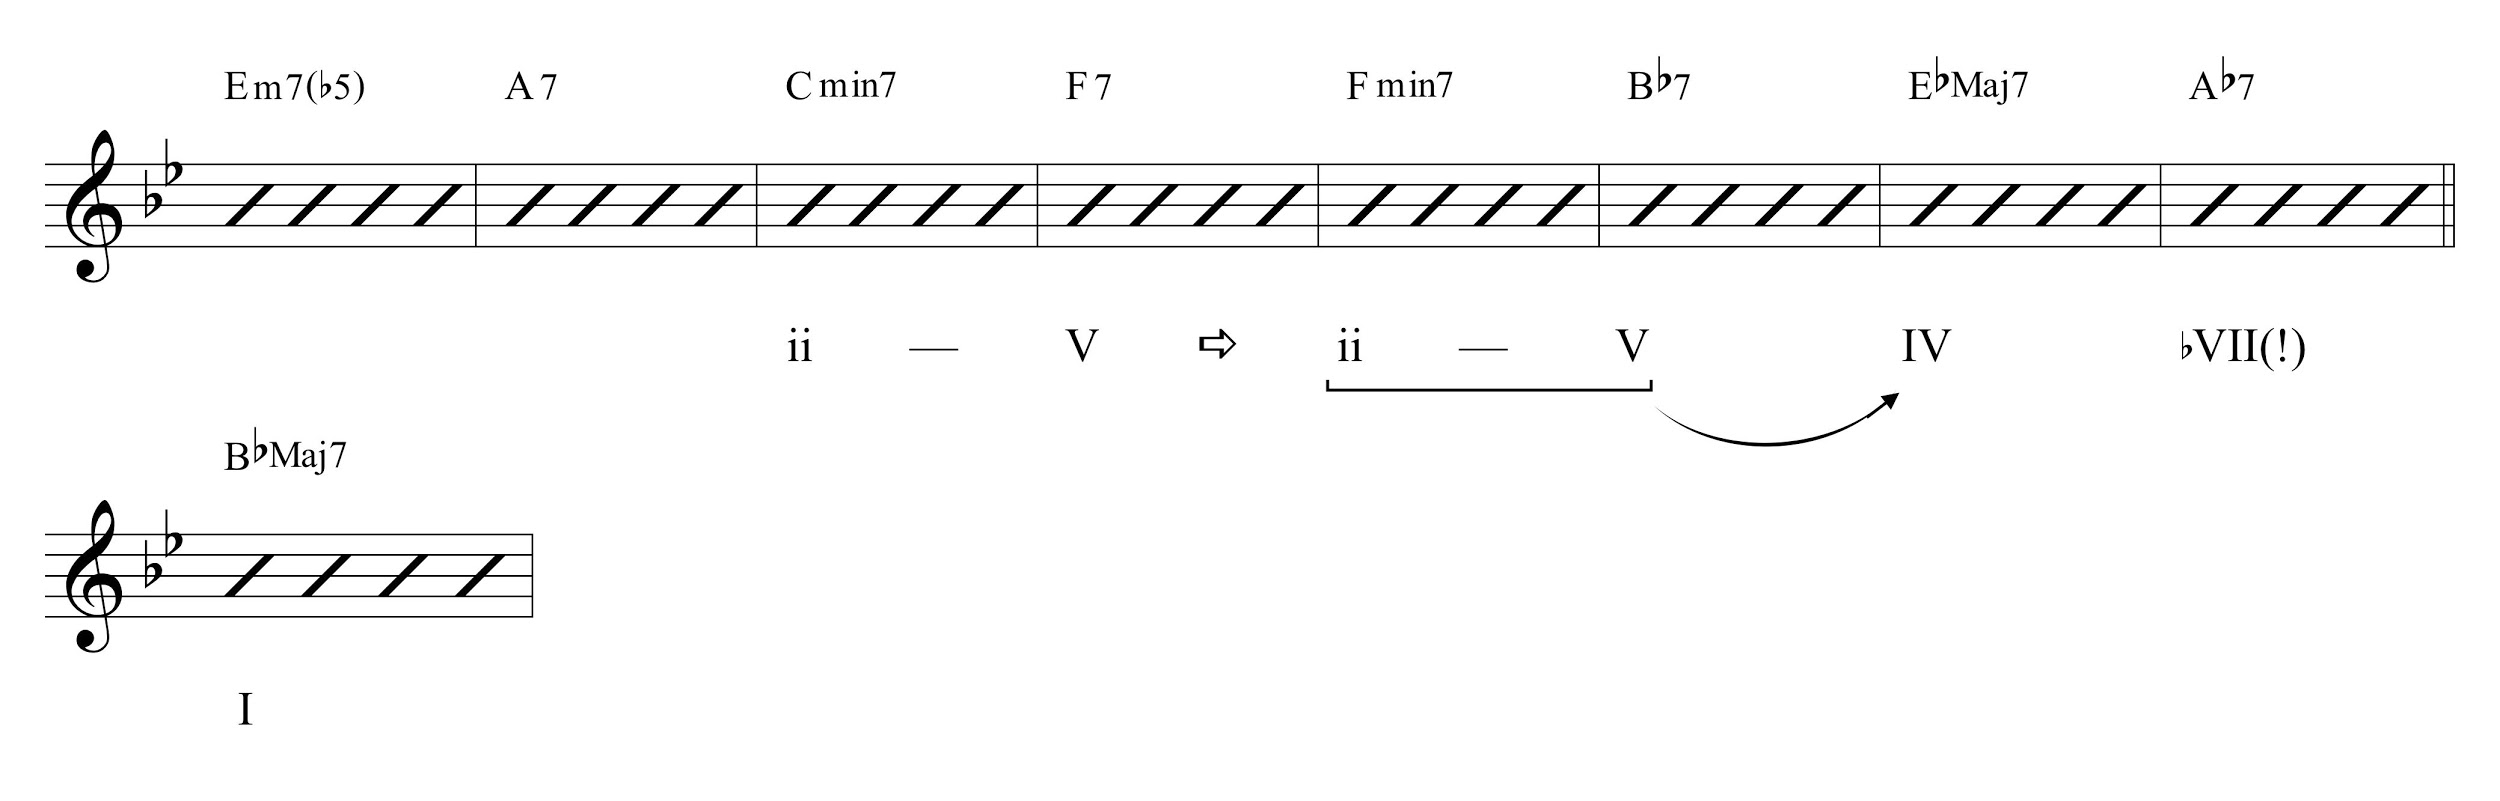 Em7(♭5) A7 Cmin7 F7 Fmin7 B♭7 E♭Maj7 A♭7
ii — V ⇨ ii — V IV ♭VII(!)
B♭Maj7
I